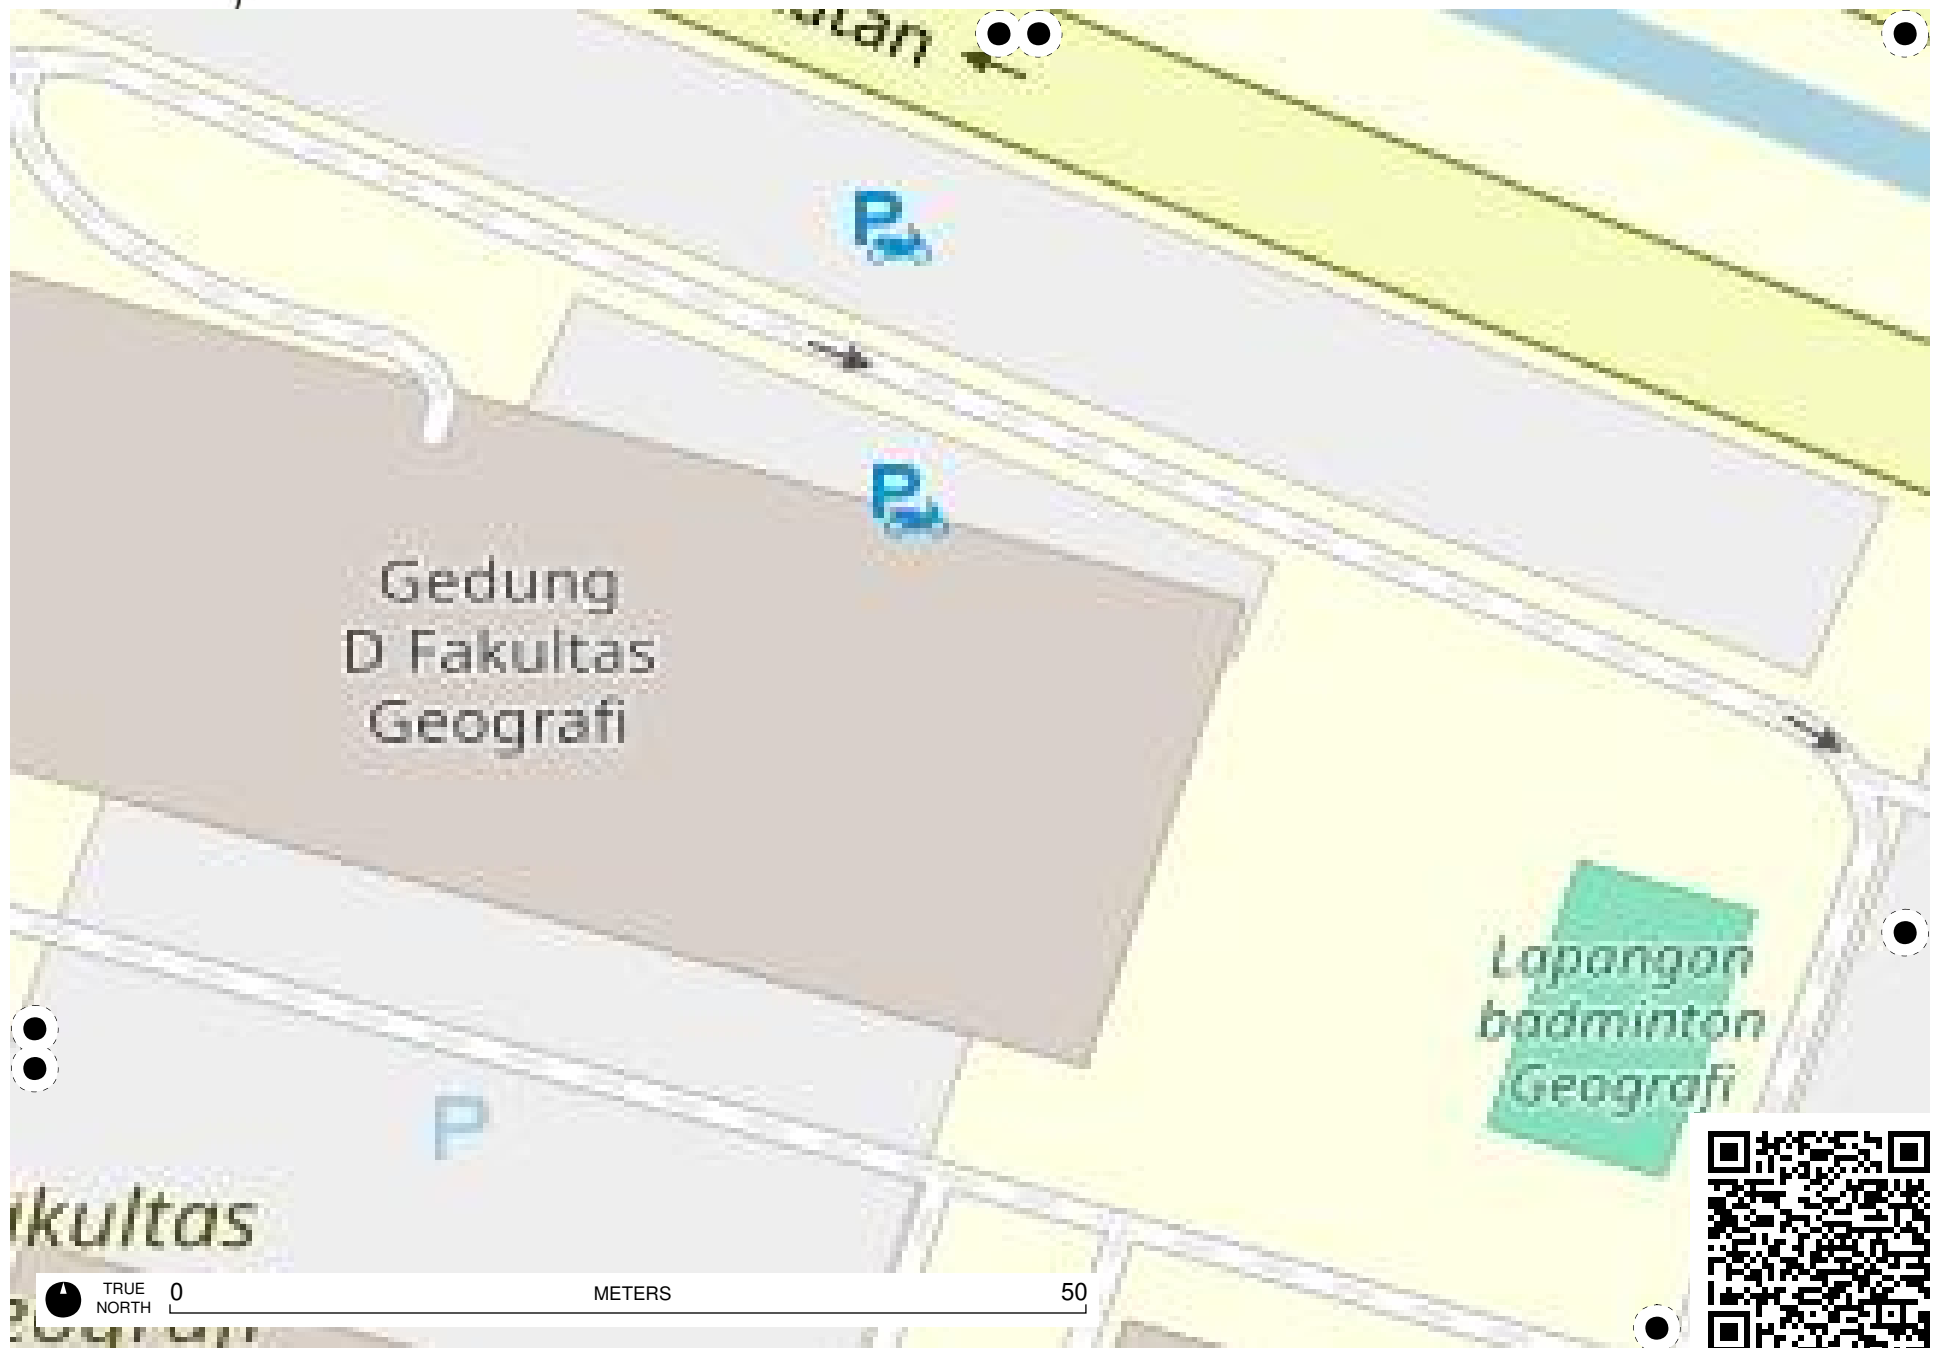 Gedung
D Fakultas
Geografi
Lapangan
badminton
Geografi
P
P
P
TRUE
NORTH
0
METERS
50